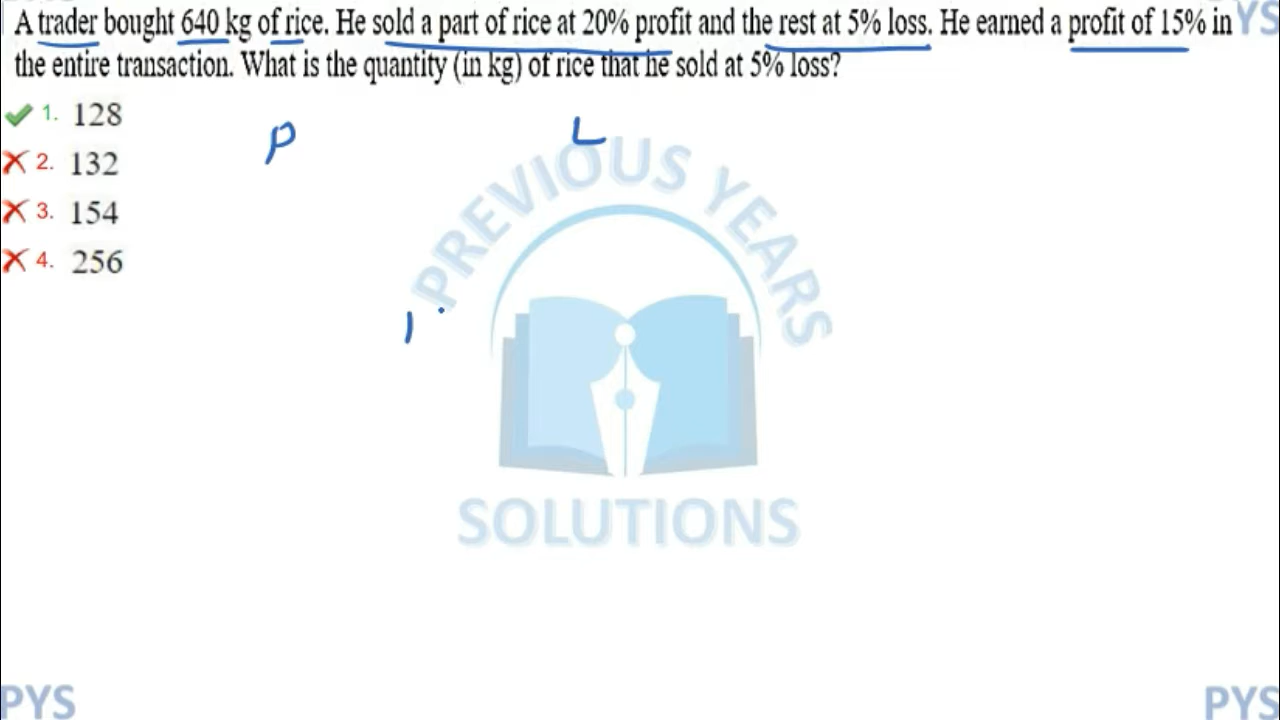 A trader bought 640 kg of rice. He sold a part of rice at 20% profit and the rest at 5% loss. He earned a profit of 15% in
the entire transaction. What is the quantity (in kg) of rice that he sold at 5% loss?
1. 128
2. 132
3. 154
4. 256
P L
1
PREVIOUS YEARS
SOLUTIONS
YS
PYS
PYS